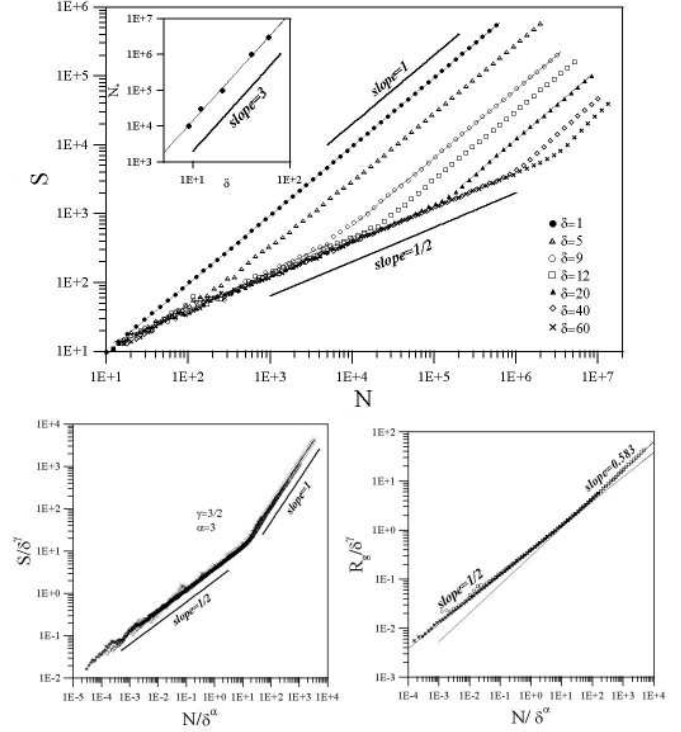 1E+6
1E+5
1E+4
1E+3
1E+2
1E+1
S
1E+1 1E+2 1E+3 1E+4 1E+5 1E+6 1E+7
N
1E+7
1E+6
1E+5
1E+4
1E+3
N*
1E+1 δ 1E+2
slope=3
slope=1
slope=1/2
δ=1
δ=5
δ=9
δ=12
δ=20
δ=40
δ=60
1E+4
1E+3
1E+2
1E+1
1E+0
1E-1
1E-2
S/δ^γ
γ=3/2
α=3
slope=1
slope=1/2
1E-5 1E-4 1E-3 1E-2 1E-1 1E+0 1E+1 1E+2 1E+3 1E+4
N/δ^α
1E+2
1E+1
1E+0
1E-1
1E-2
1E-3
R_g/δ^γ
slope=0.583
slope=1/2
1E-4 1E-3 1E-2 1E-1 1E+0 1E+1 1E+2 1E+3 1E+4
N/ δ^α